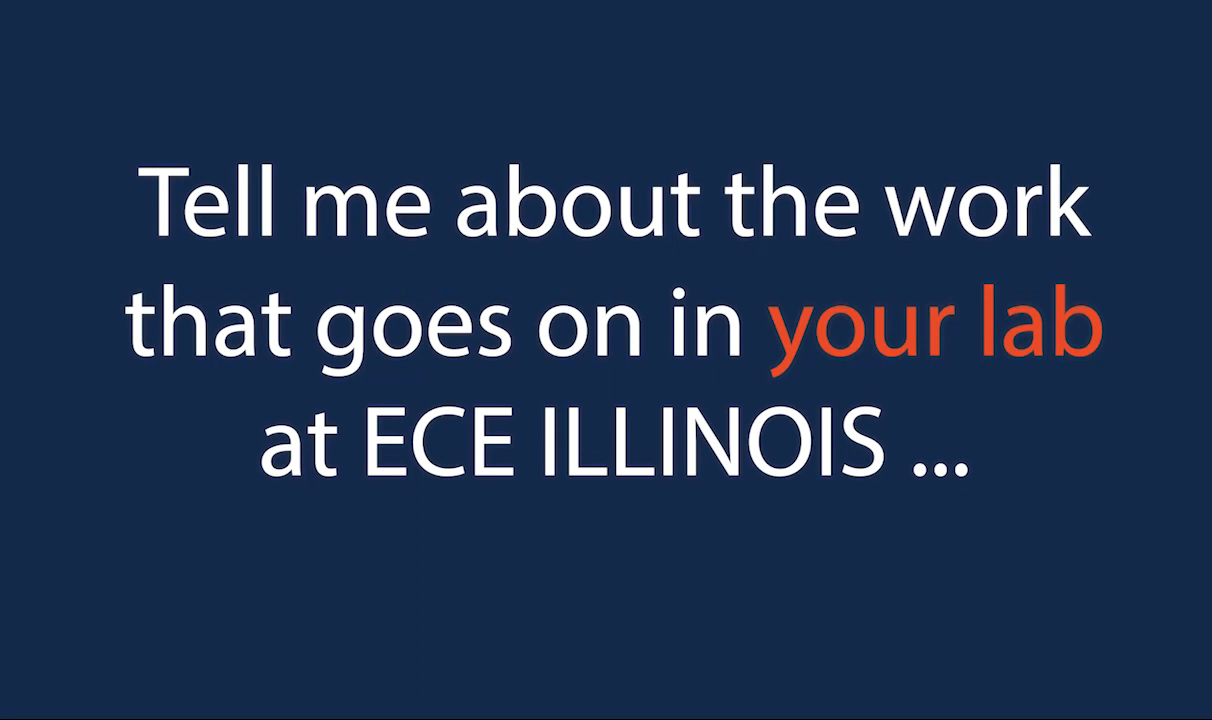 Tell me about the work
that goes on in your lab
at ECE ILLINOIS ...